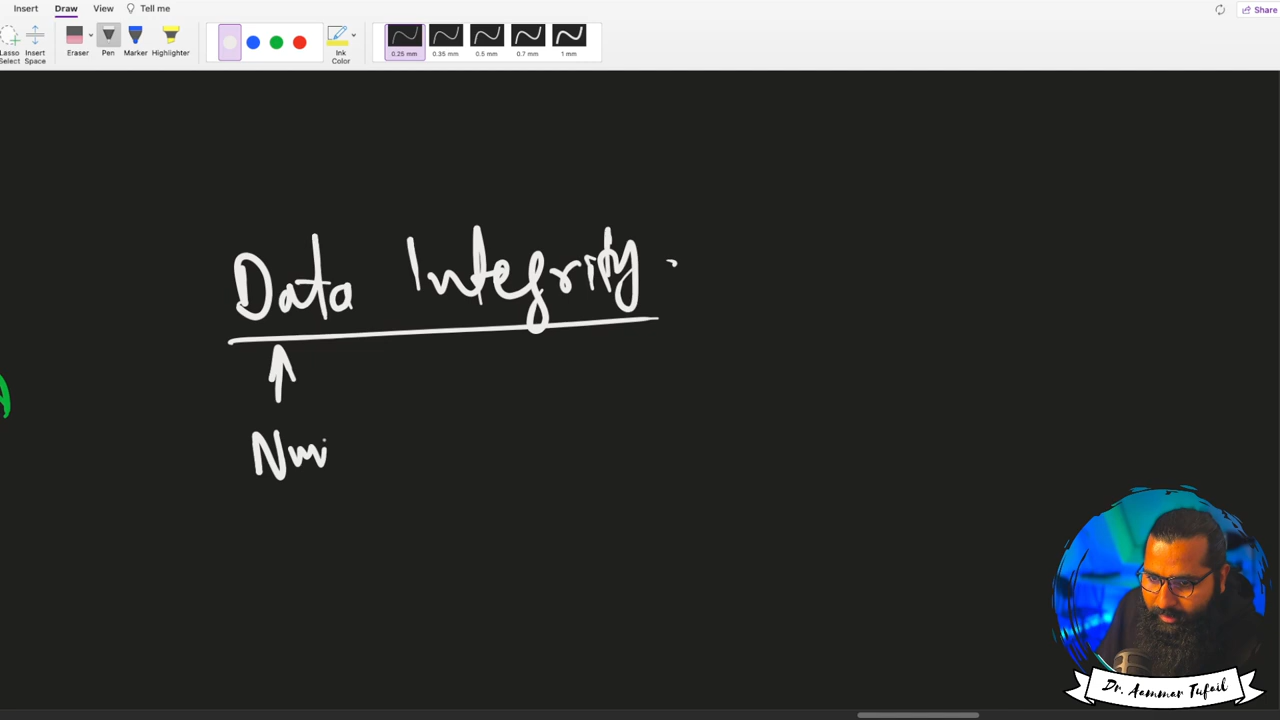 Insert Draw View Tell me
Share
Lasso Select
Insert Space
Eraser
Pen
Marker
Highlighter
Ink Color
0.25 mm
0.35 mm
0.5 mm
0.7 mm
1 mm
Data Integrity
Dr. Aammar Tufail